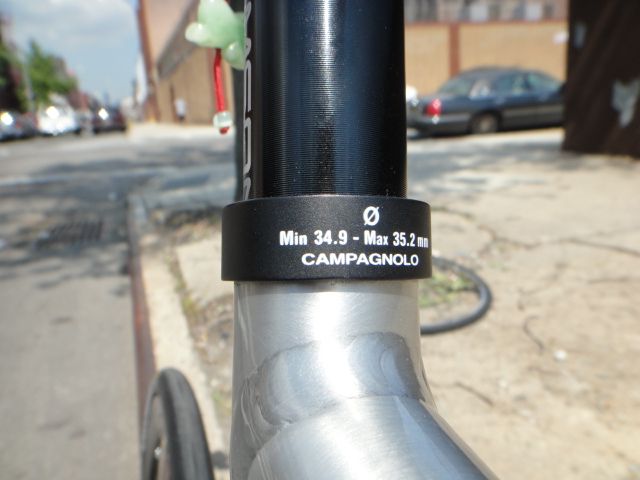 Ø
Min 34.9 - Max 35.2 mm
CAMPAGNOLO